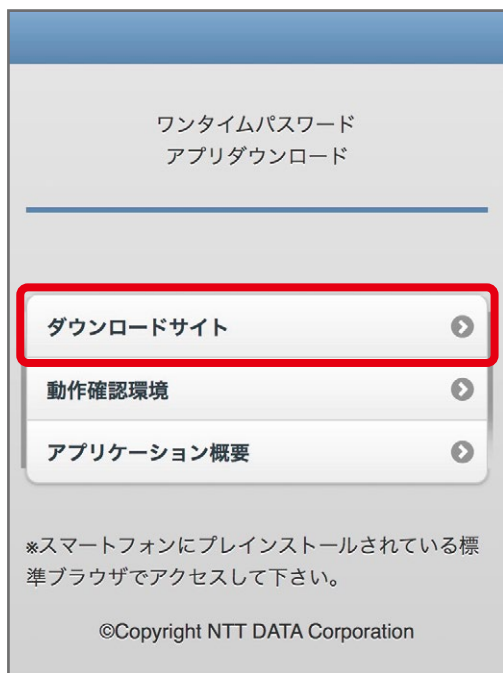 ワンタイムパスワード
アプリダウンロード
ダウンロードサイト
動作確認環境
アプリケーション概要
※スマートフォンにプレインストールされている標
準ブラウザでアクセスして下さい。
©Copyright NTT DATA Corporation